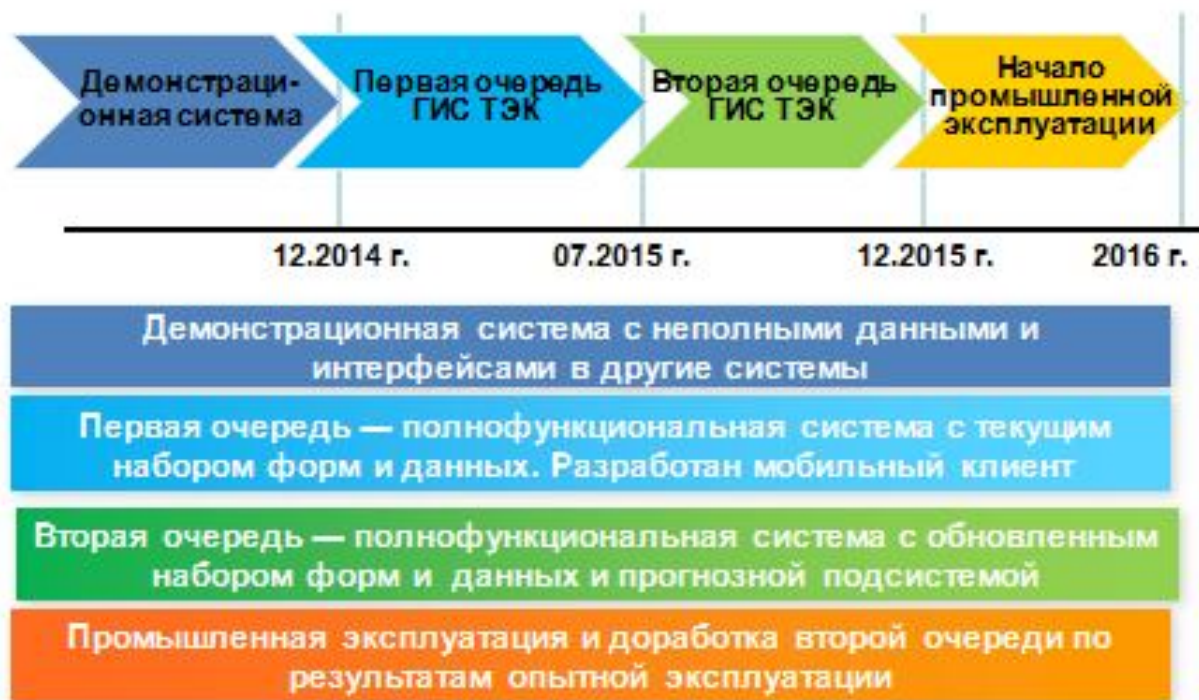 Демонстраци-
онная система
Первая очередь
ГИС ТЭК
Вторая очередь
ГИС ТЭК
Начало
промышленной
эксплуатации
12.2014 г.
07.2015 г.
12.2015 г.
2016 г.
Демонстрационная система с неполными данными и
интерфейсами в другие системы
Первая очередь — полнофункциональная система с текущим
набором форм и данных. Разработан мобильный клиент
Вторая очередь — полнофункциональная система с обновленным
набором форм и данных и прогнозной подсистемой
Промышленная эксплуатация и доработка второй очереди по
результатам опытной эксплуатации